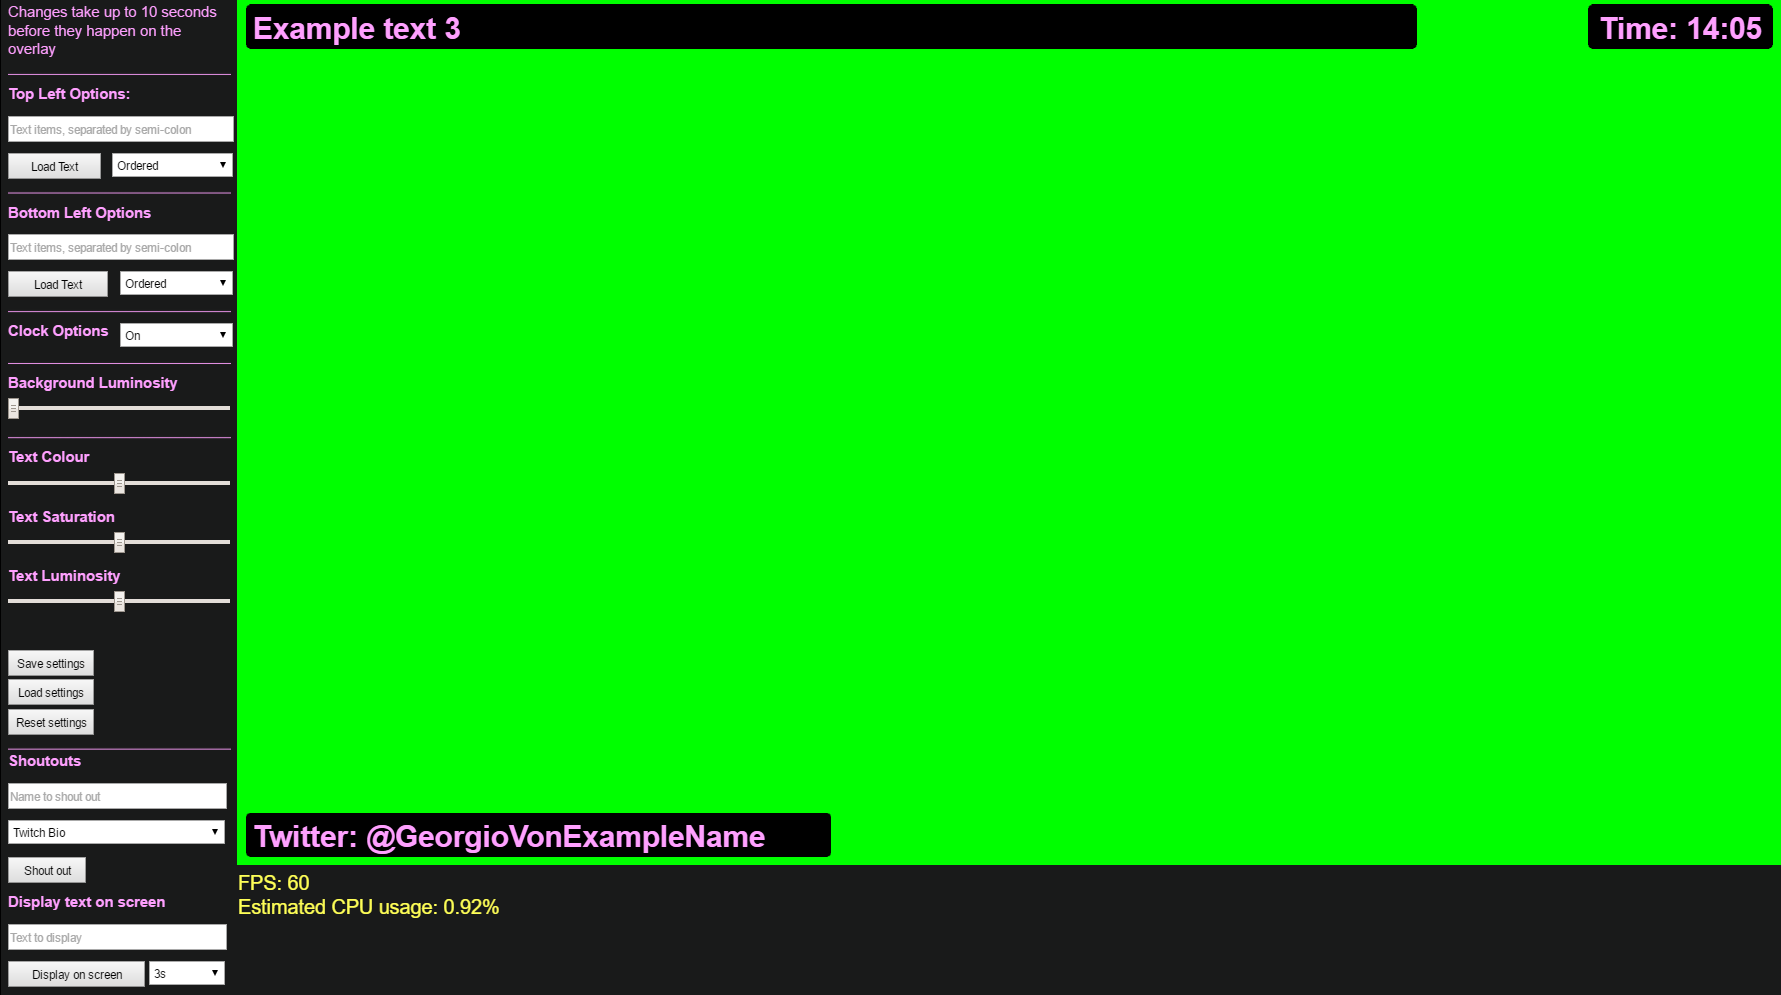 Changes take up to 10 seconds
before they happen on the
overlay
Top Left Options:
Text items, separated by semi-colon
Load Text
Ordered
Bottom Left Options
Text items, separated by semi-colon
Load Text
Ordered
Clock Options
On
Background Luminosity
Text Colour
Text Saturation
Text Luminosity
Save settings
Load settings
Reset settings
Shoutouts
Name to shout out
Twitch Bio
Shout out
Display text on screen
Text to display
Display on screen
3s
Example text 3
Time: 14:05
Twitter: @GeorgioVonExampleName
FPS: 60
Estimated CPU usage: 0.92%